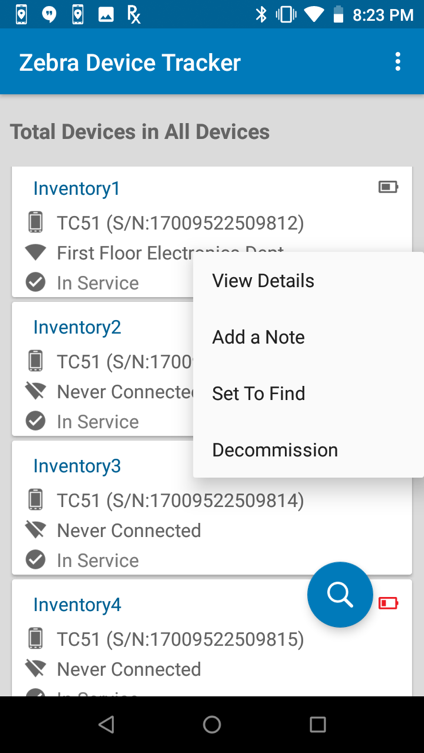 8:23 PM
Zebra Device Tracker
Total Devices in All Devices
Inventory1
TC51 (S/N:17009522509812)
First Floor Electronics Dept
In Service
View Details
Add a Note
Set To Find
Decommission
Inventory2
TC51 (S/N:1700
Never Connected
In Service
Inventory3
TC51 (S/N:17009522509814)
Never Connected
In Service
Inventory4
TC51 (S/N:17009522509815)
Never Connected
In Service